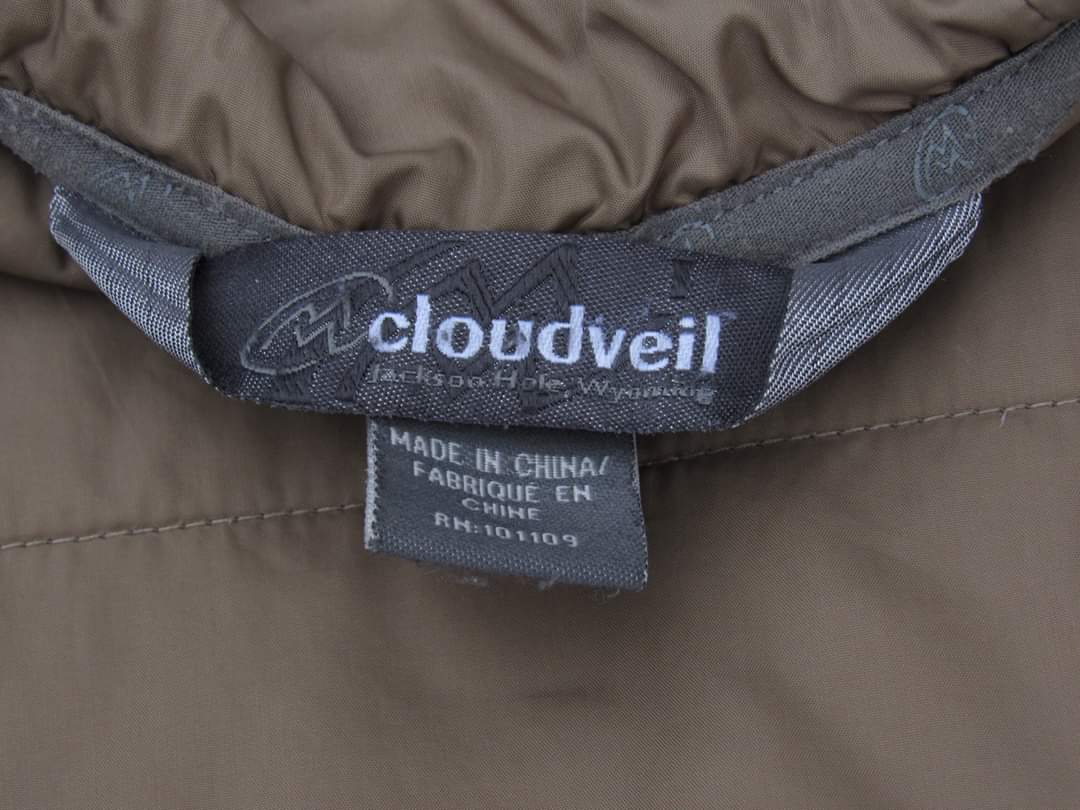 cloudveil
Jackson Hole, Wyoming
MADE IN CHINA/
FABRIQUÉ EN
CHINE
RN:101109